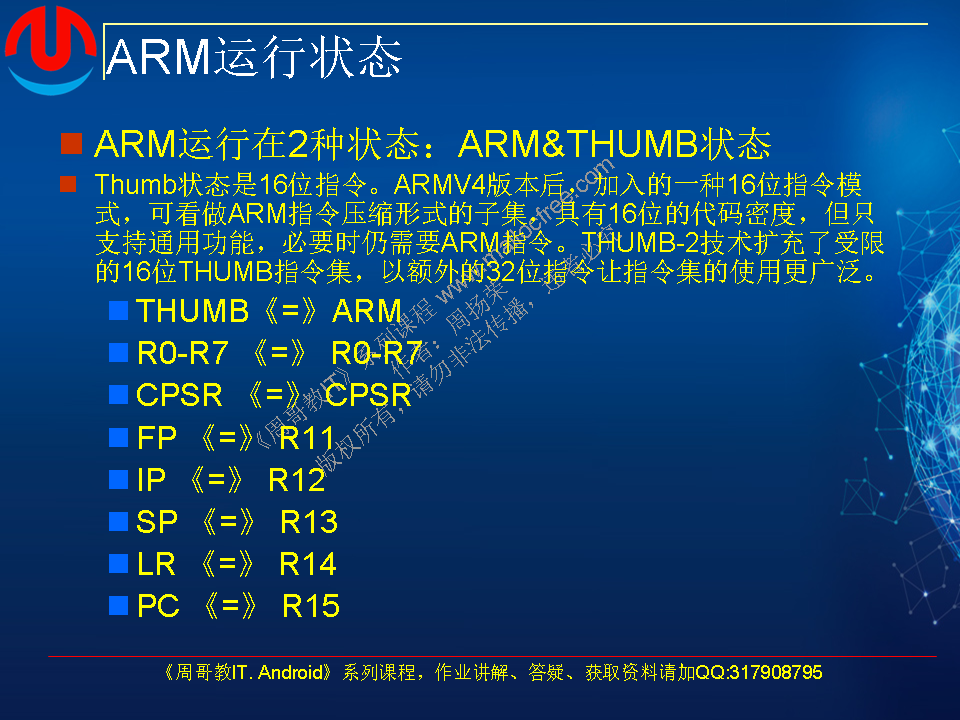 ARM运行状态
ARM运行在2种状态：ARM&THUMB状态
Thumb状态是16位指令。ARMV4版本后，加入的一种16位指令模
式，可看做ARM指令压缩形式的子集，具有16位的代码密度，但只
支持通用功能，必要时仍需要ARM指令。THUMB-2技术扩充了受限
的16位THUMB指令集，以额外的32位指令让指令集的使用更广泛。
THUMB《=》ARM
R0-R7 《=》 R0-R7
CPSR 《=》 CPSR
FP 《=》 R11
IP 《=》 R12
SP 《=》 R13
LR 《=》 R14
PC 《=》 R15
《周哥教IT》系列课程 www.maiocfree.com
作者：周扬荣
版权所有，请勿非法传播，违者必究
《周哥教IT. Android》系列课程，作业讲解、答疑、获取资料请加QQ:317908795